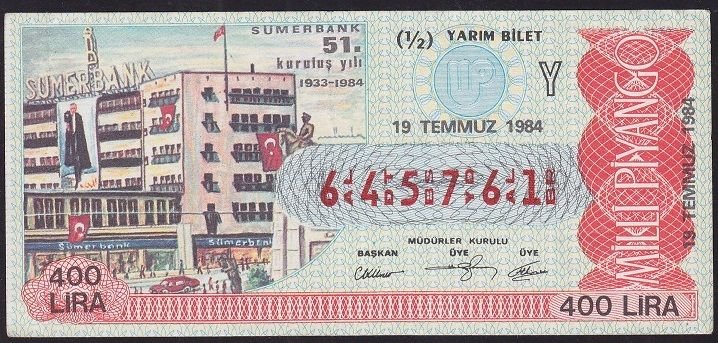 SÜMERBANK
51.
kuruluş yılı
1933-1984
SÜMERBANK
Sümerbank
Sümerbank
400
LİRA
(½) YARIM BİLET
MP
Y
19 TEMMUZ 1984
6 4 5 7 6 1
MÜDÜRLER KURULU
BAŞKAN ÜYE ÜYE
MİLLİ PİYANGO
19 TEMMUZ 1984
400 LİRA